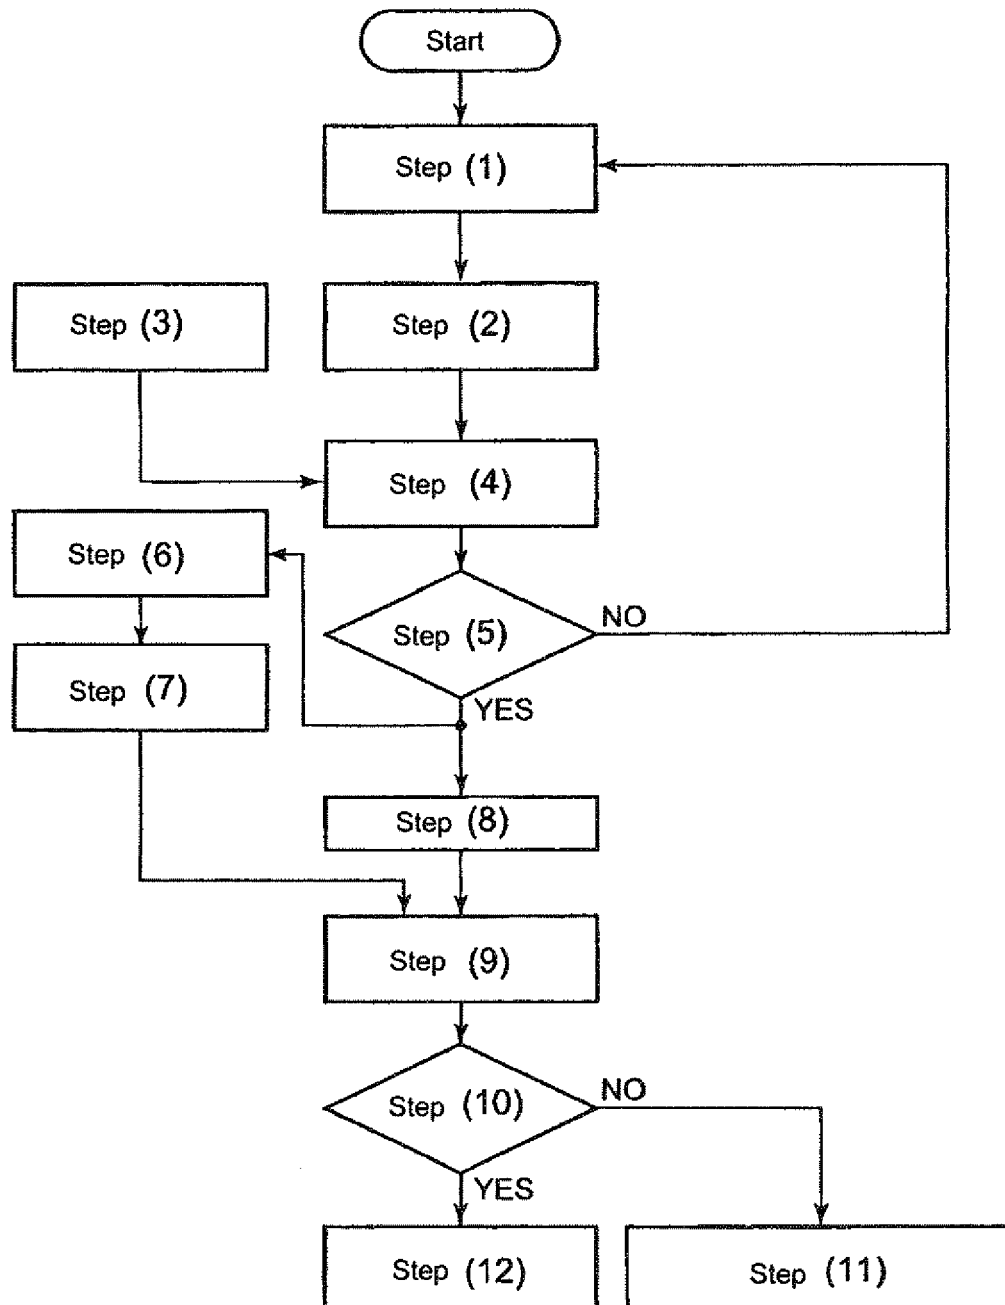 Start
Step (1)
Step (3)
Step (2)
Step (4)
Step (6)
Step (5)
NO
Step (7)
YES
Step (8)
Step (9)
Step (10)
NO
YES
Step (12)
Step (11)